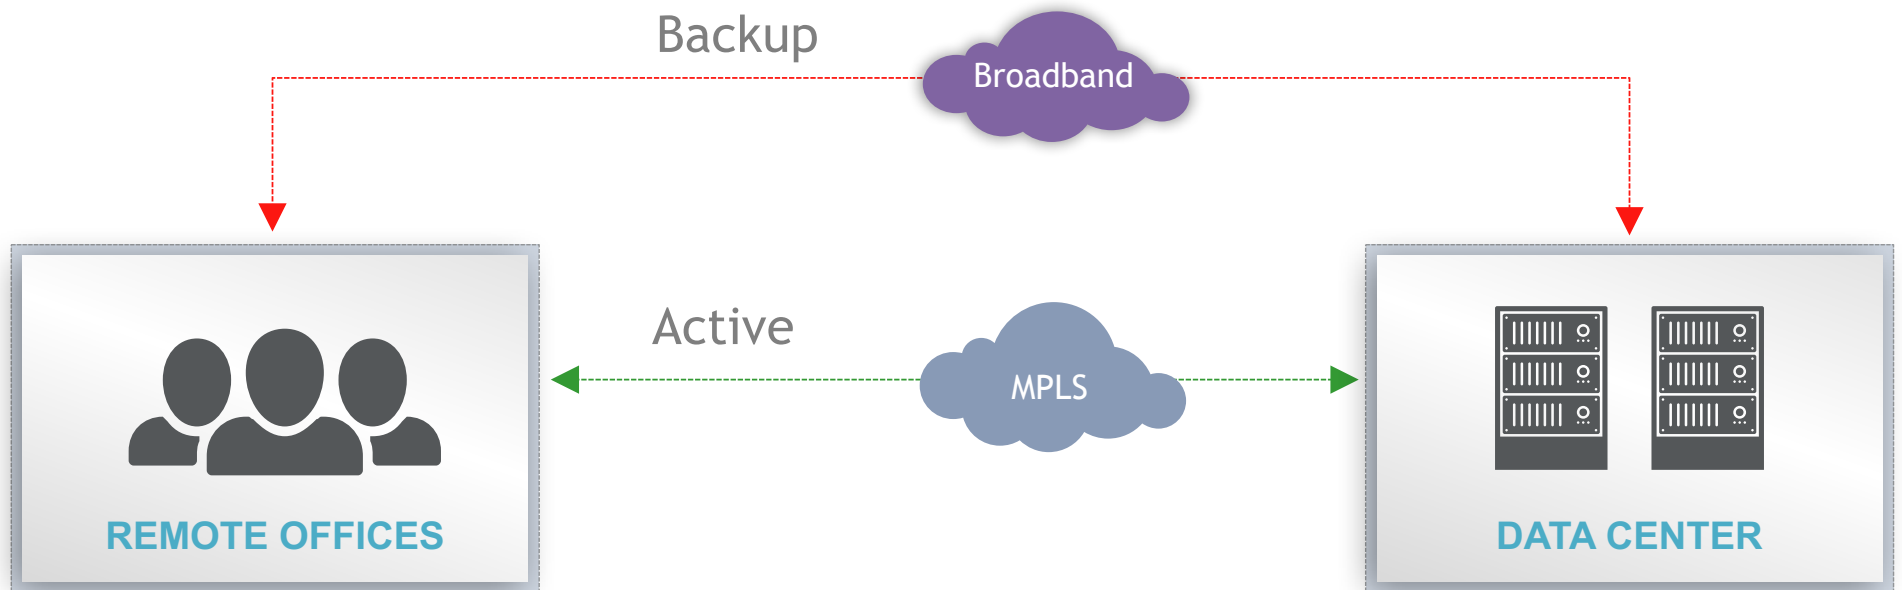 Backup
Broadband
Active
MPLS
REMOTE OFFICES
DATA CENTER